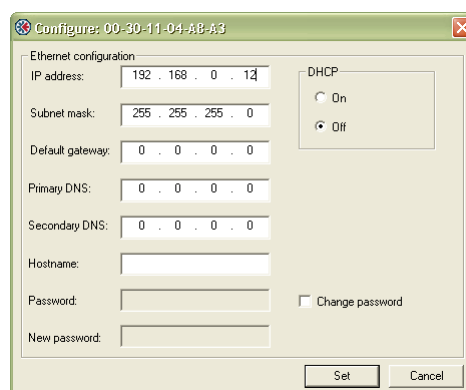 Configure: 00-30-11-04-AB-A3
Ethernet configuration
IP address: 192 . 168 . 0 . 12
Subnet mask: 255 . 255 . 255 . 0
Default gateway: 0 . 0 . 0 . 0
Primary DNS: 0 . 0 . 0 . 0
Secondary DNS: 0 . 0 . 0 . 0
Hostname:
Password:
New password:
DHCP
On
Off
Change password
Set Cancel